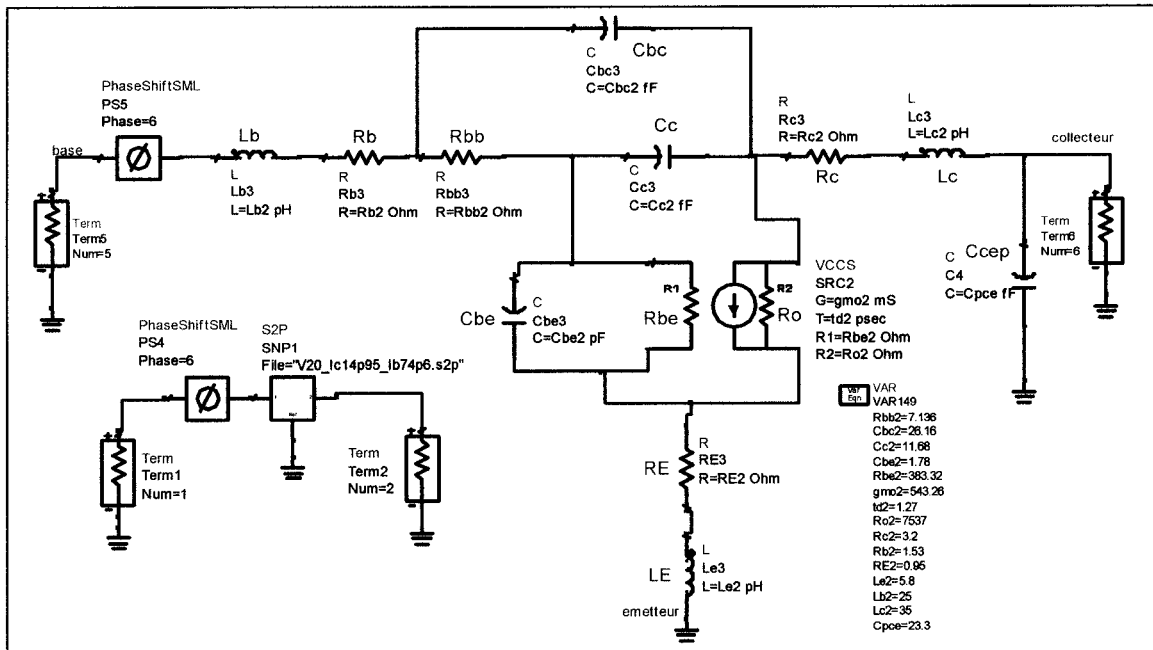 C
Cbc
Cbc3
C=Cbc2 fF
PhaseShiftSML
PS5
Phase=6
base
Lb
L
Lb3
L=Lb2 pH
Rb
R
Rb3
R=Rb2 Ohm
Rbb
R
Rbb3
R=Rbb2 Ohm
Cc
C
Cc3
C=Cc2 fF
R
Rc3
R=Rc2 Ohm
Rc
L
Lc3
L=Lc2 pH
Lc
collecteur
Term
Term5
Num=5
Term
Term6
Num=6
Ccep
C
C4
C=Cpce fF
Cbe
C
Cbe3
C=Cbe2 pF
R1
Rbe
R2
Ro
VCCS
SRC2
G=gmo2 mS
T=td2 psec
R1=Rbe2 Ohm
R2=Ro2 Ohm
PhaseShiftSML
PS4
Phase=6
S2P
SNP1
File="V20_Ic14p95_Ib74p6.s2p"
Ref
Term
Term1
Num=1
Term
Term2
Num=2
RE
R
RE3
R=RE2 Ohm
LE
L
Le3
L=Le2 pH
emetteur
Var
Eqn
VAR
VAR149
Rbb2=7.136
Cbc2=26.16
Cc2=11.68
Cbe2=1.78
Rbe2=383.32
gmo2=543.26
td2=1.27
Ro2=7537
Rc2=3.2
Rb2=1.53
RE2=0.95
Le2=5.8
Lb2=25
Lc2=35
Cpce=23.3